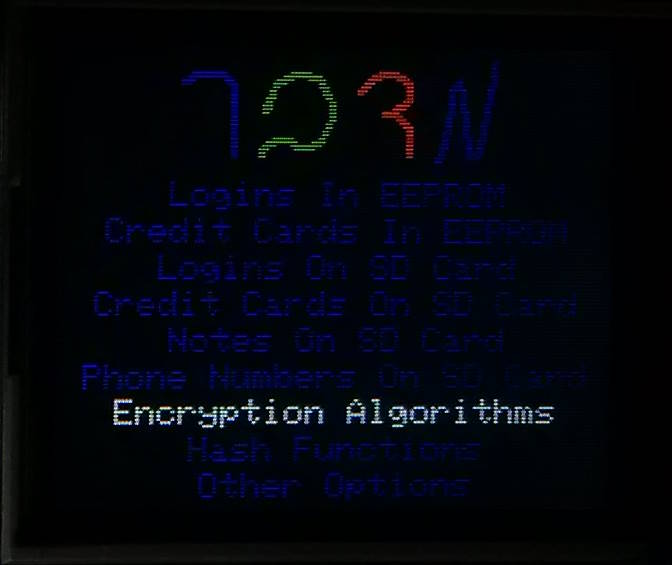 Logins In EEPROM
Credit Cards In EEPROM
Logins On SD Card
Credit Cards On SD Card
Notes On SD Card
Phone Numbers On SD Card
Encryption Algorithms
Hash Functions
Other Options